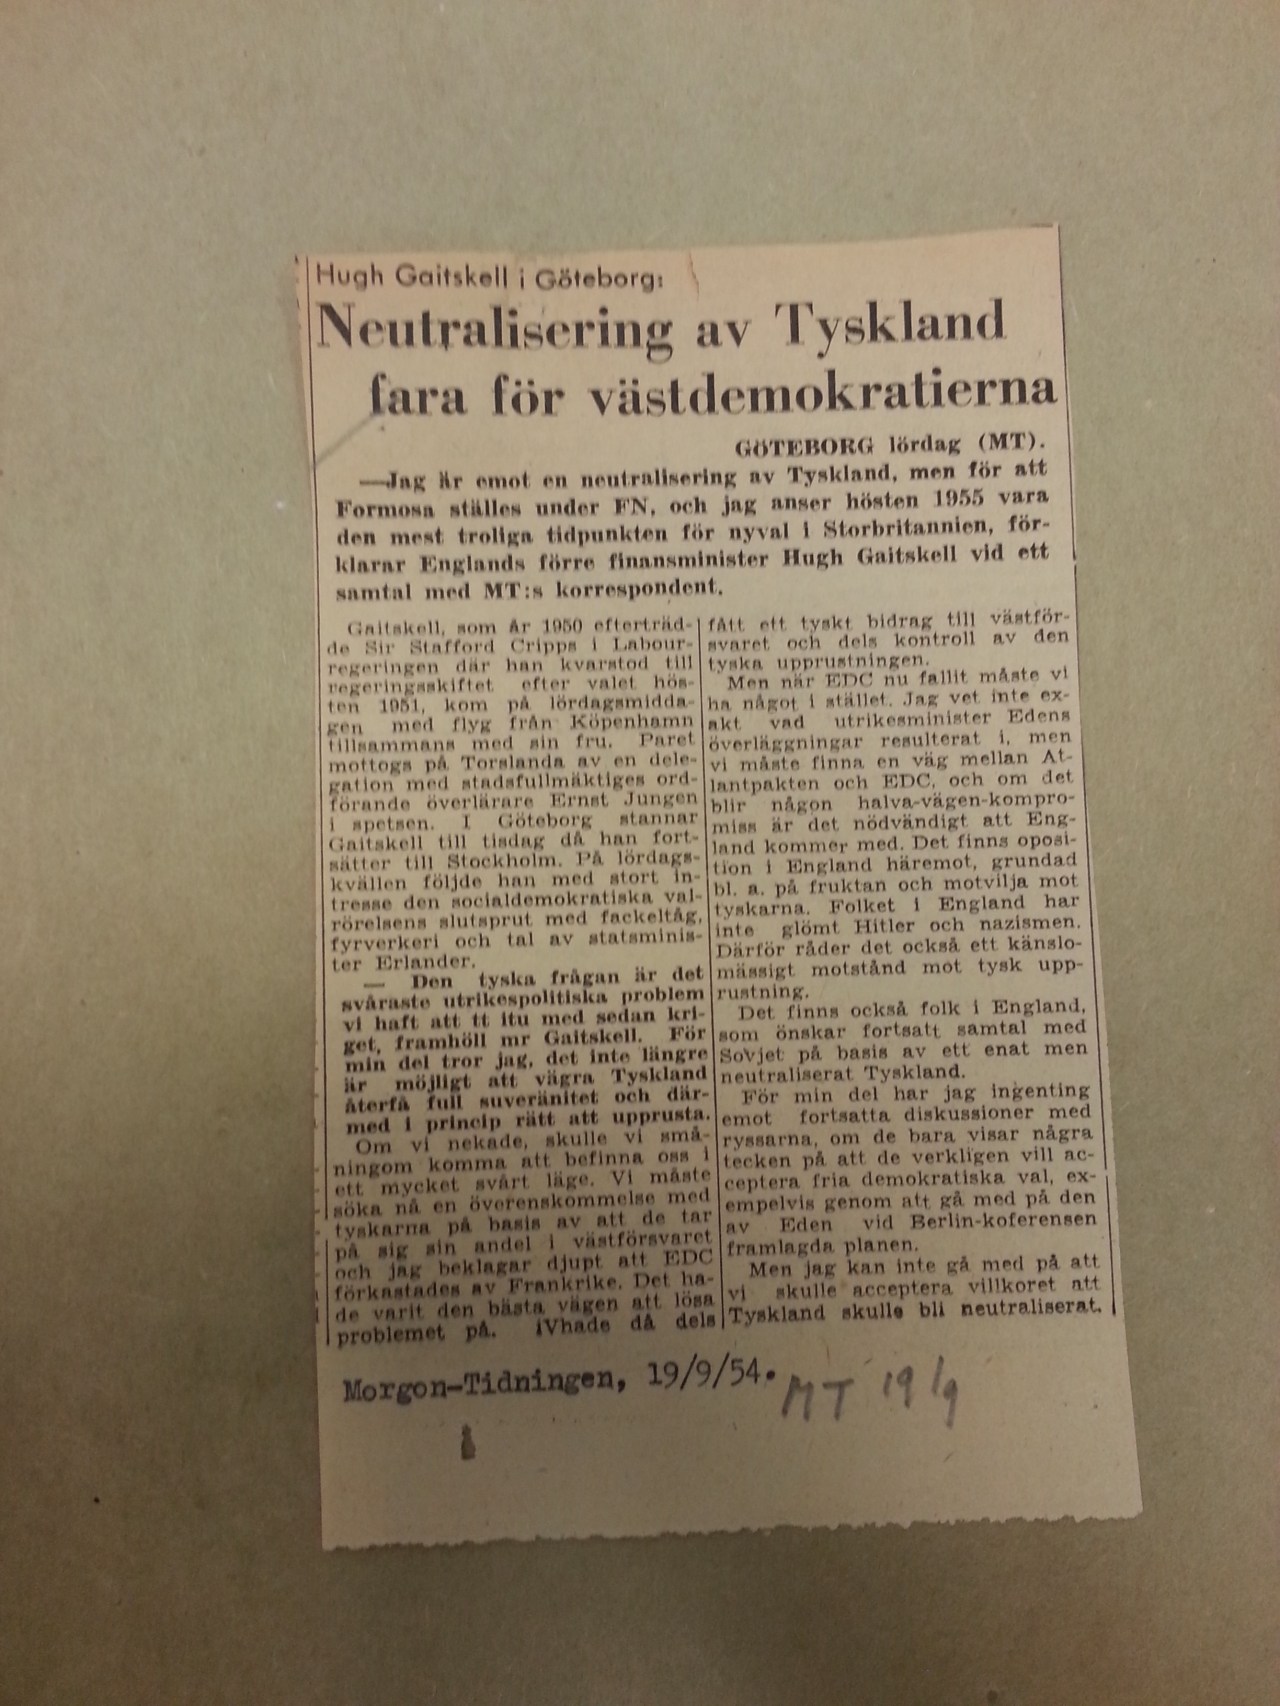 Hugh Gaitskell i Göteborg:
Neutralisering av Tyskland
fara för västdemokratierna
GÖTEBORG lördag (MT).
—Jag är emot en neutralisering av Tyskland, men för att
Formosa ställes under FN, och jag anser hösten 1955 vara
den mest troliga tidpunkten för nyval i Storbritannien, för-
klarar Englands förre finansminister Hugh Gaitskell vid ett
samtal med MT:s korrespondent.
Gaitskell, som år 1950 efterträd-
de Sir Stafford Cripps i Labour-
regeringen där han kvarstod till
regeringsskiftet efter valet hös-
ten 1951, kom på lördagsmidda-
gen med flyg från Köpenhamn
tillsammans med sin fru. Paret
mottogs på Torslanda av en dele-
gation med stadsfullmäktiges ord-
förande överlärare Ernst Jungen
i spetsen. I Göteborg stannar
Gaitskell till tisdag då han fort-
sätter till Stockholm. På lördags-
kvällen följde han med stort in-
tresse den socialdemokratiska val-
rörelsens slutsprut med fackeltåg,
fyrverkeri och tal av statsminis-
ter Erlander.
— Den tyska frågan är det
svåraste utrikespolitiska problem
vi haft att tt itu med sedan kri-
get, framhöll mr Gaitskell. För
min del tror jag, det inte längre
är möjligt att vägra Tyskland
återfå full suveränitet och där-
med i princip rätt att upprusta.
Om vi nekade, skulle vi små-
ningom komma att befinna oss i
ett mycket svårt läge. Vi måste
söka nå en överenskommelse med
tyskarna på basis av att de tar
på sig sin andel i västförsvaret
och jag beklagar djupt att EDC
förkastades av Frankrike. Det ha-
de varit den bästa vägen att lösa
problemet på. iVhade då dels
fått ett tyskt bidrag till västför-
svaret och dels kontroll av den
tyska upprustningen.
Men när EDC nu fallit måste vi
ha något i stället. Jag vet inte ex-
akt vad utrikesminister Edens
överläggningar resulterat i, men
vi måste finna en väg mellan At-
lantpakten och EDC, och om det
blir någon halva-vägen-kompro-
miss är det nödvändigt att Eng-
land kommer med. Det finns oposi-
tion i England häremot, grundad
bl. a. på fruktan och motvilja mot
tyskarna. Folket i England har
inte glömt Hitler och nazismen.
Därför råder det också ett känslo-
mässigt motstånd mot tysk upp-
rustning.
Det finns också folk i England,
som önskar fortsatt samtal med
Sovjet på basis av ett enat men
neutraliserat Tyskland.
För min del har jag ingenting
emot fortsatta diskussioner med
ryssarna, om de bara visar några
tecken på att de verkligen vill ac-
ceptera fria demokratiska val, ex-
empelvis genom att gå med på den
av Eden vid Berlin-koferensen
framlagda planen.
Men jag kan inte gå med på att
vi skulle acceptera villkoret att
Tyskland skulle bli neutraliserat.
Morgon-Tidningen, 19/9/54.
MT 19/9